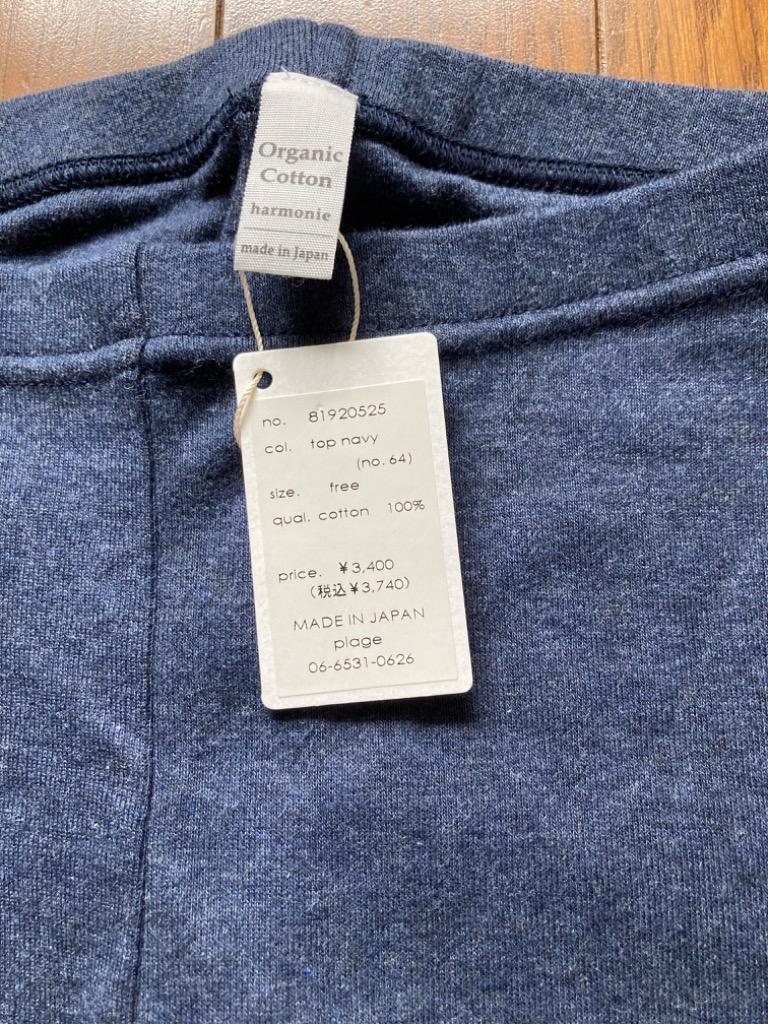 Organic
Cotton
harmonie
made in Japan
no. 81920525
col. top navy
(no. 64)
size. free
qual. cotton 100%
price. ¥3,400
(税込¥3,740)
MADE IN JAPAN
plage
06-6531-0626